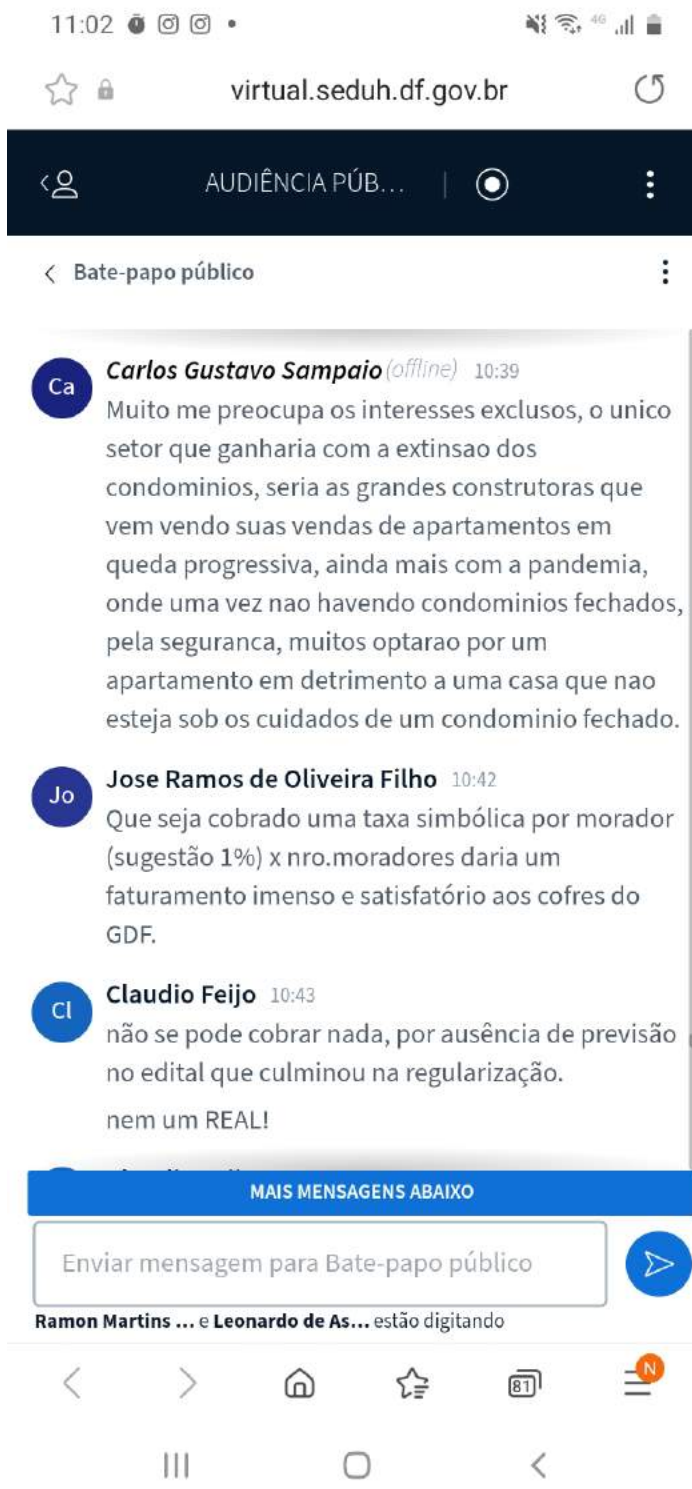 11:02
4G
virtual.seduh.df.gov.br
AUDIÊNCIA PÚB...
Bate-papo público
Ca
Carlos Gustavo Sampaio (offline) 10:39
Muito me preocupa os interesses exclusos, o unico
setor que ganharia com a extinsao dos
condominios, seria as grandes construtoras que
vem vendo suas vendas de apartamentos em
queda progressiva, ainda mais com a pandemia,
onde uma vez nao havendo condominios fechados,
pela seguranca, muitos optarao por um
apartamento em detrimento a uma casa que nao
esteja sob os cuidados de um condominio fechado.
Jo
Jose Ramos de Oliveira Filho 10:42
Que seja cobrado uma taxa simbólica por morador
(sugestão 1%) x nro.moradores daria um
faturamento imenso e satisfatório aos cofres do
GDF.
Cl
Claudio Feijo 10:43
não se pode cobrar nada, por ausência de previsão
no edital que culminou na regularização.
nem um REAL!
MAIS MENSAGENS ABAIXO
Enviar mensagem para Bate-papo público
Ramon Martins ... e Leonardo de As... estão digitando
81
N